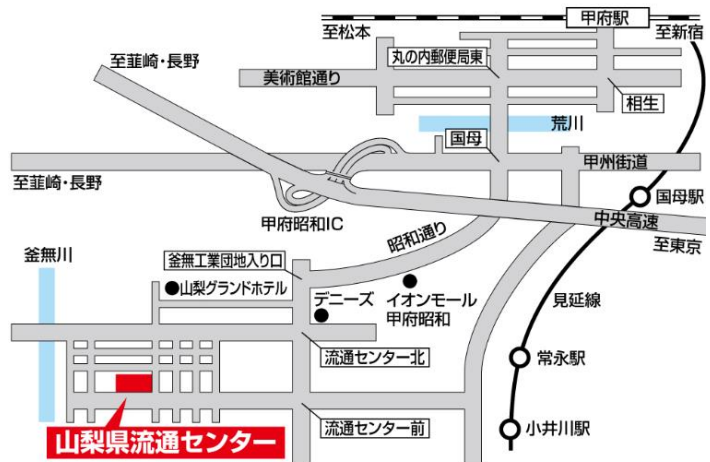 甲府駅
至松本
至新宿
至韮崎・長野
丸の内郵便局東
美術館通り
相生
荒川
国母
甲州街道
至韮崎・長野
国母駅
甲府昭和IC
中央高速
昭和通り
至東京
釜無川
釜無工業団地入り口
山梨グランドホテル
デニーズ
イオンモール
甲府昭和
見延線
流通センター北
常永駅
山梨県流通センター
流通センター前
小井川駅